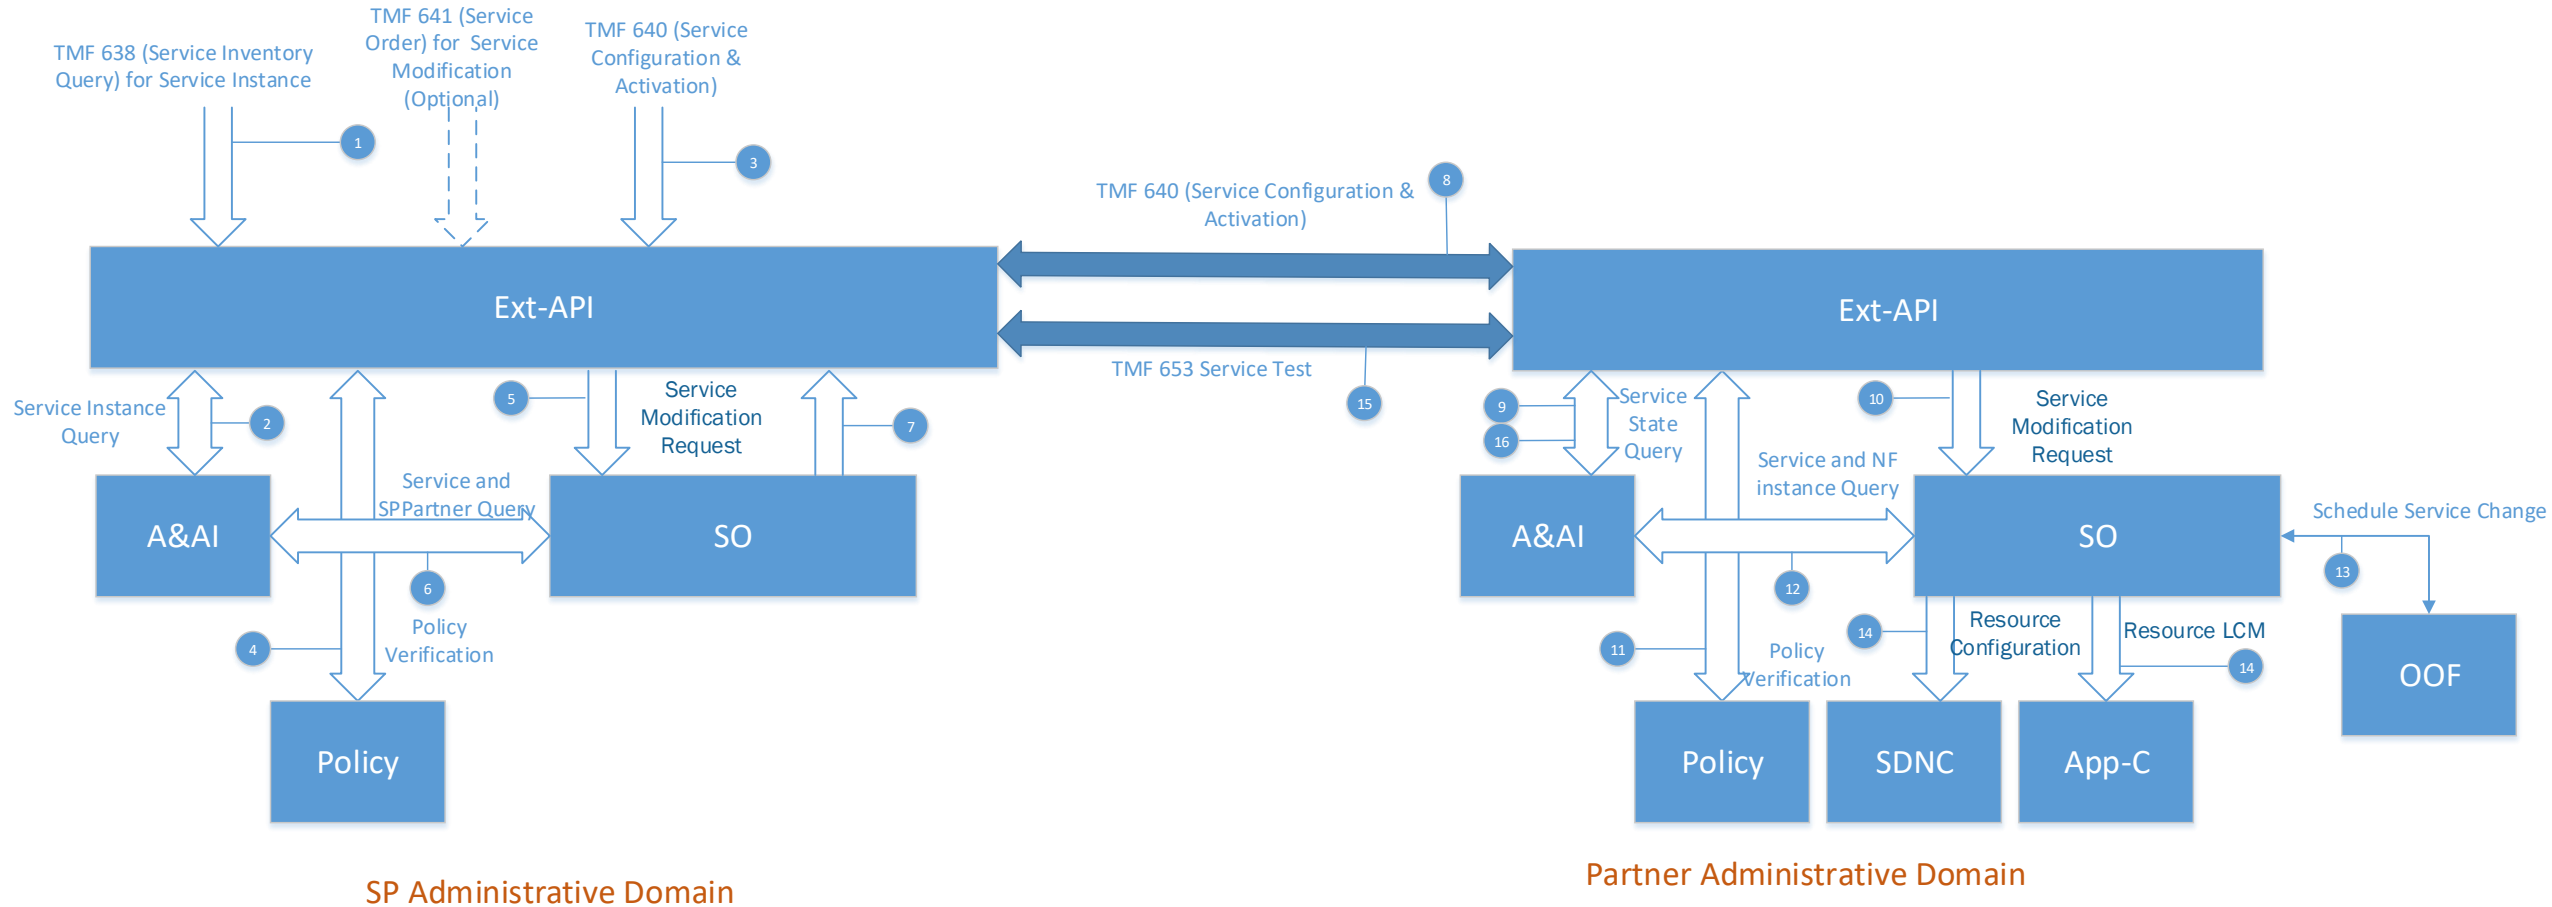 TMF 638 (Service Inventory
Query) for Service Instance
TMF 641 (Service
Order) for Service
Modification
(Optional)
TMF 640 (Service
Configuration &
Activation)
1
3
TMF 640 (Service Configuration &
Activation)
8
Ext-API
Ext-API
TMF 653 Service Test
15
Service Instance
Query
2
5
Service
Modification
Request
7
9
16
Service
State
Query
10
Service
Modification
Request
A&AI
Service and
SPPartner Query
SO
6
4
Policy
Verification
Policy
A&AI
Service and NF
instance Query
SO
12
Schedule Service Change
13
11
Policy
Verification
14
Resource
Configuration
Resource LCM
14
OOF
Policy
SDNC
App-C
SP Administrative Domain
Partner Administrative Domain